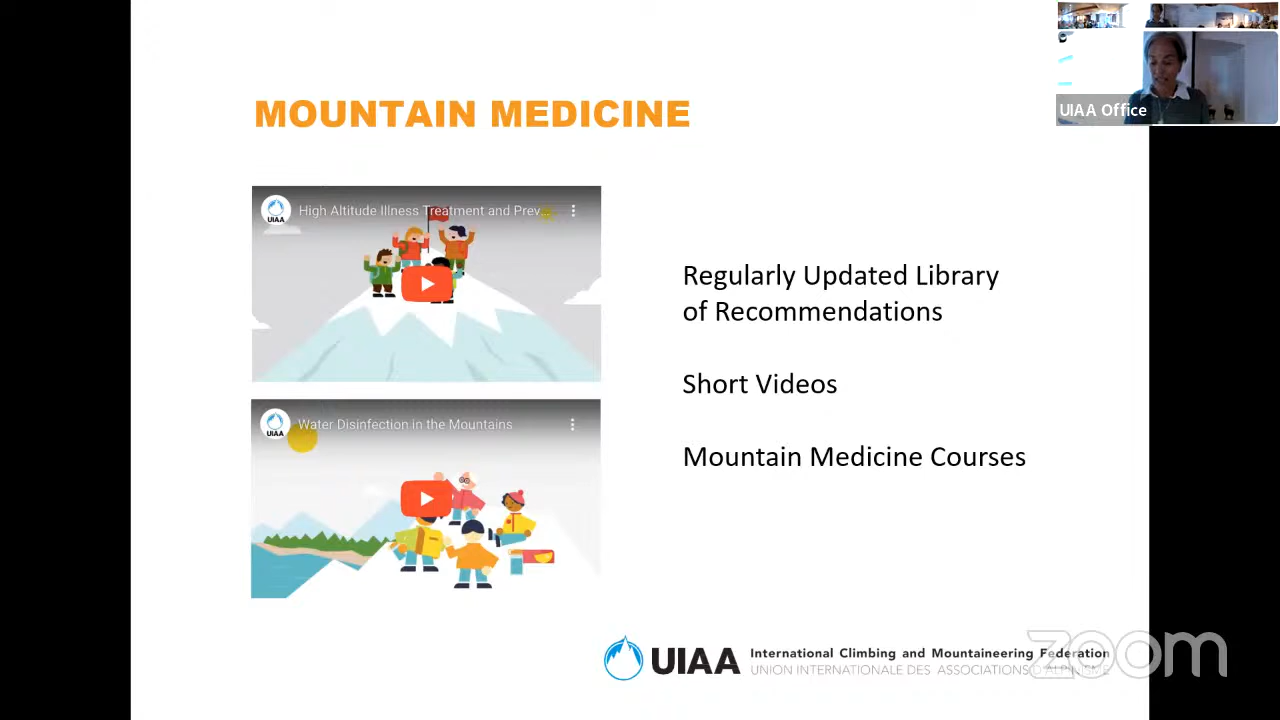 UIAA Office
MOUNTAIN MEDICINE
UIAA
High Altitude Illness Treatment and Prev...
UIAA
Water Disinfection in the Mountains
Regularly Updated Library
of Recommendations
Short Videos
Mountain Medicine Courses
UIAA
International Climbing and Mountaineering Federation
UNION INTERNATIONALE DES ASSOCIATIONS D'ALPINISME
zoom